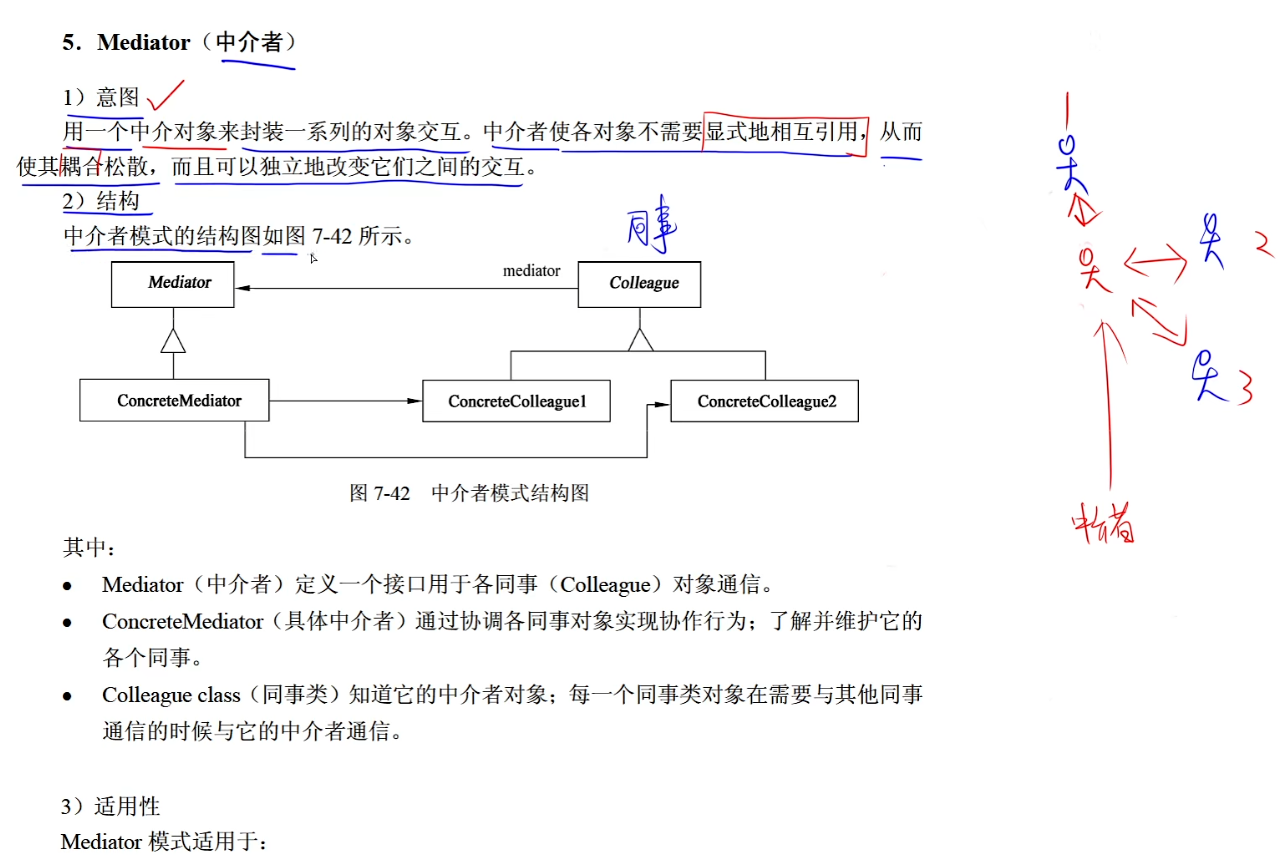 5. Mediator（中介者）
1）意图
用一个中介对象来封装一系列的对象交互。中介者使各对象不需要显式地相互引用，从而
使其耦合松散，而且可以独立地改变它们之间的交互。
2）结构
中介者模式的结构图如图 7-42 所示。
同事
Mediator
mediator
Colleague
ConcreteMediator
ConcreteColleague1
ConcreteColleague2
图 7-42 中介者模式结构图
2
3
中介者
其中：
● Mediator（中介者）定义一个接口用于各同事（Colleague）对象通信。
● ConcreteMediator（具体中介者）通过协调各同事对象实现协作行为；了解并维护它的
各个同事。
● Colleague class（同事类）知道它的中介者对象；每一个同事类对象在需要与其他同事
通信的时候与它的中介者通信。
3）适用性
Mediator 模式适用于：